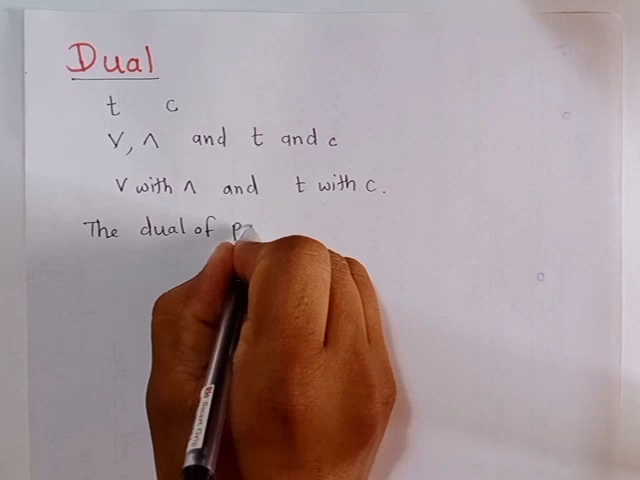 Dual
t c
∨, ∧ and t and c
∨ with ∧ and t with c.
The dual of p